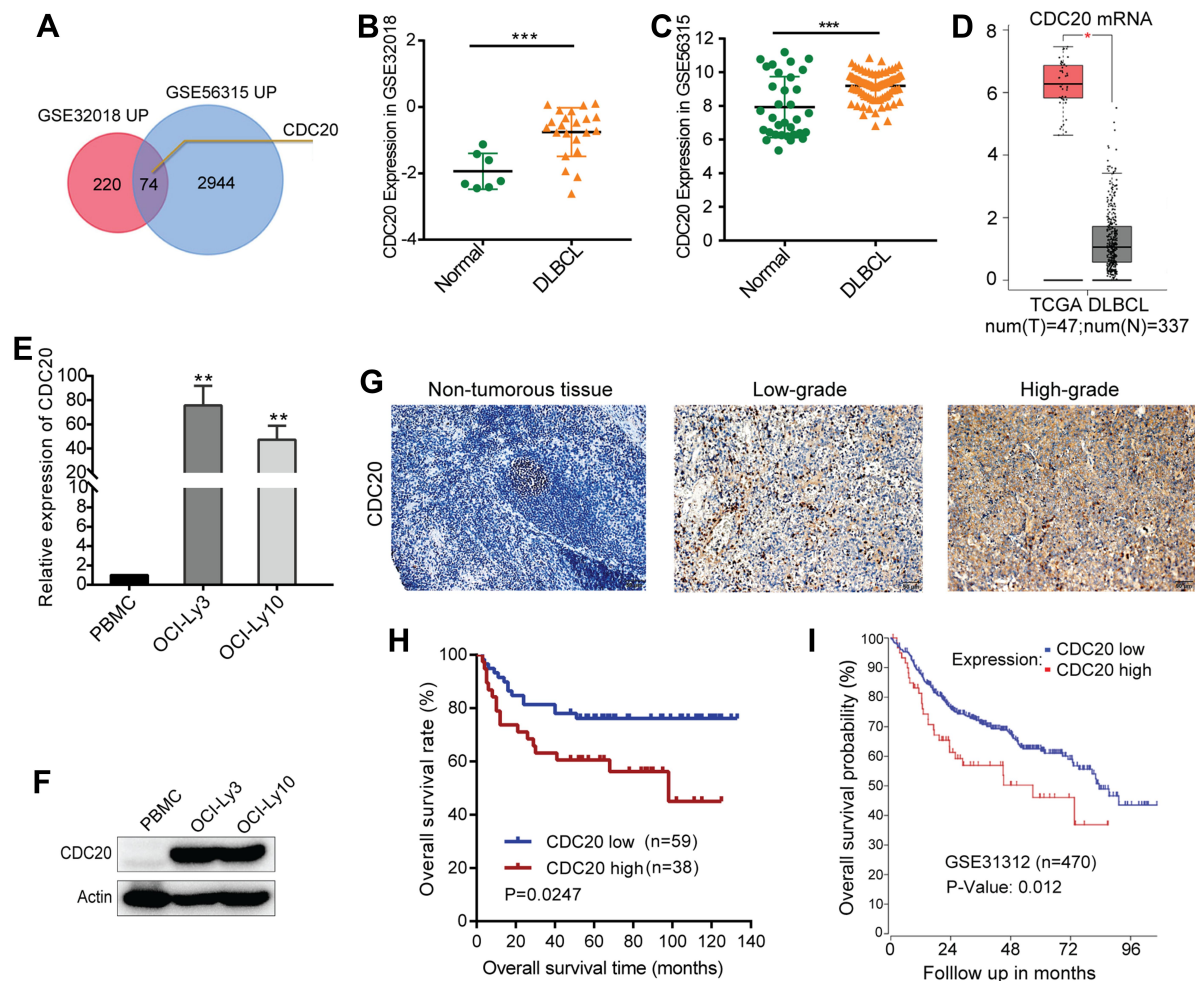 A
GSE56315 UP
GSE32018 UP
CDC20
220 74 2944
B
CDC20 Expression in GSE32018
-2
0
-2
-4
***
Normal
DLBCL
C
CDC20 Expression in GSE56315
12
10
8
6
4
2
0
***
Normal
DLBCL
D
CDC20 mRNA
*
8
6
4
2
0
TCGA DLBCL
num(T)=47;num(N)=337
E
Relative expression of CDC20
100
80
60
40
20
10
8
6
4
2
0
**
**
PBMC
OCI-Ly3
OCI-Ly10
G
Non-tumorous tissue
Low-grade
High-grade
CDC20
F
PBMC
OCI-Ly3
OCI-Ly10
CDC20
Actin
H
Overall survival rate (%)
100
80
60
40
20
0
CDC20 low (n=59)
CDC20 high (n=38)
P=0.0247
0 20 40 60 80 100 120 140
Overall survival time (months)
I
Overall survival probability (%)
100
90
80
70
60
50
40
30
20
10
0
Expression:
CDC20 low
CDC20 high
GSE31312 (n=470)
P-Value: 0.012
0 24 48 72 96
Folllow up in months